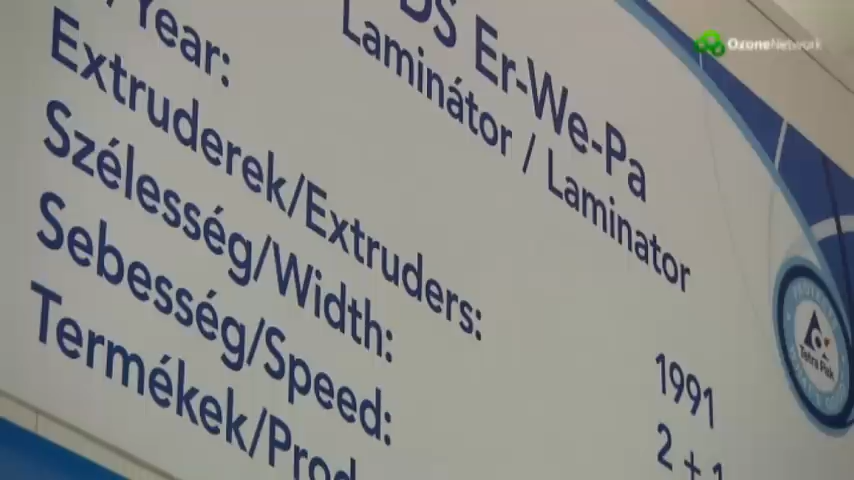 OzoneNetwork
DS Er-We-Pa
Laminátor / Laminator
/Year:
1991
Extruderek/Extruders:
2 + 1
Szélesség/Width:
Sebesség/Speed:
Termékek/Prod
Tetra Pak